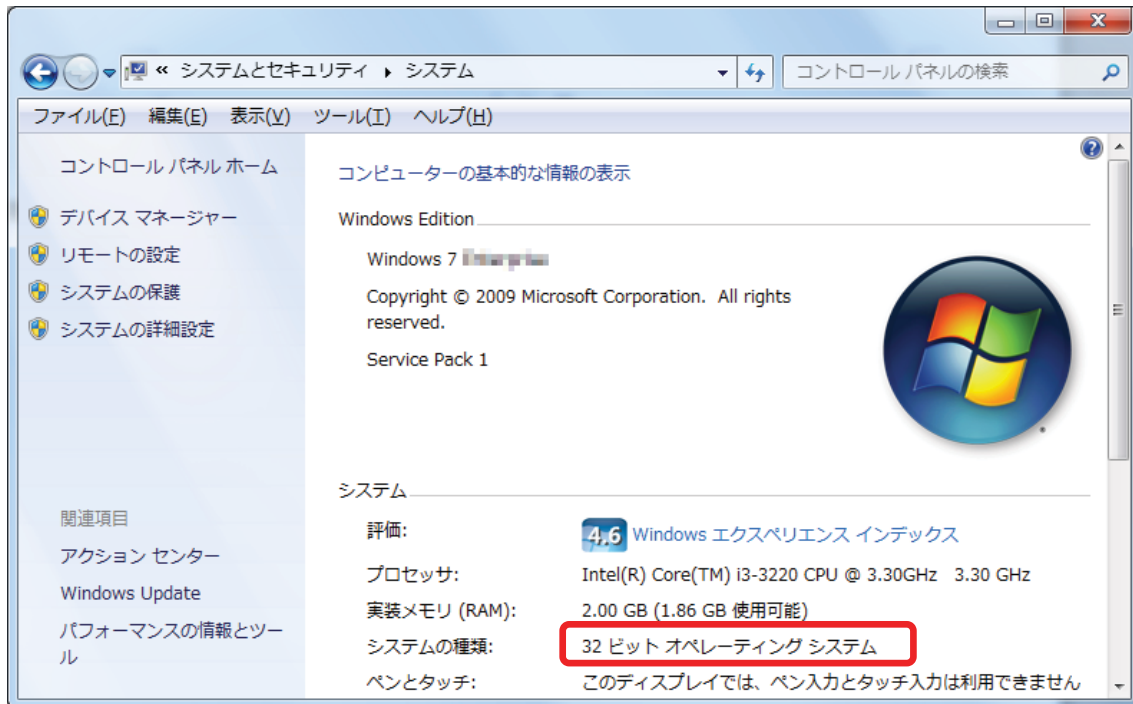 « システムとセキュリティ ▸ システム
コントロール パネルの検索
ファイル(F) 編集(E) 表示(V) ツール(T) ヘルプ(H)
コントロール パネル ホーム
デバイス マネージャー
リモートの設定
システムの保護
システムの詳細設定
関連項目
アクション センター
Windows Update
パフォーマンスの情報とツー
ル
コンピューターの基本的な情報の表示
Windows Edition
Windows 7
Copyright © 2009 Microsoft Corporation. All rights
reserved.
Service Pack 1
システム
評価:
4.6 Windows エクスペリエンス インデックス
プロセッサ: Intel(R) Core(TM) i3-3220 CPU @ 3.30GHz 3.30 GHz
実装メモリ (RAM): 2.00 GB (1.86 GB 使用可能)
システムの種類: 32 ビット オペレーティング システム
ペンとタッチ: このディスプレイでは、ペン入力とタッチ入力は利用できません